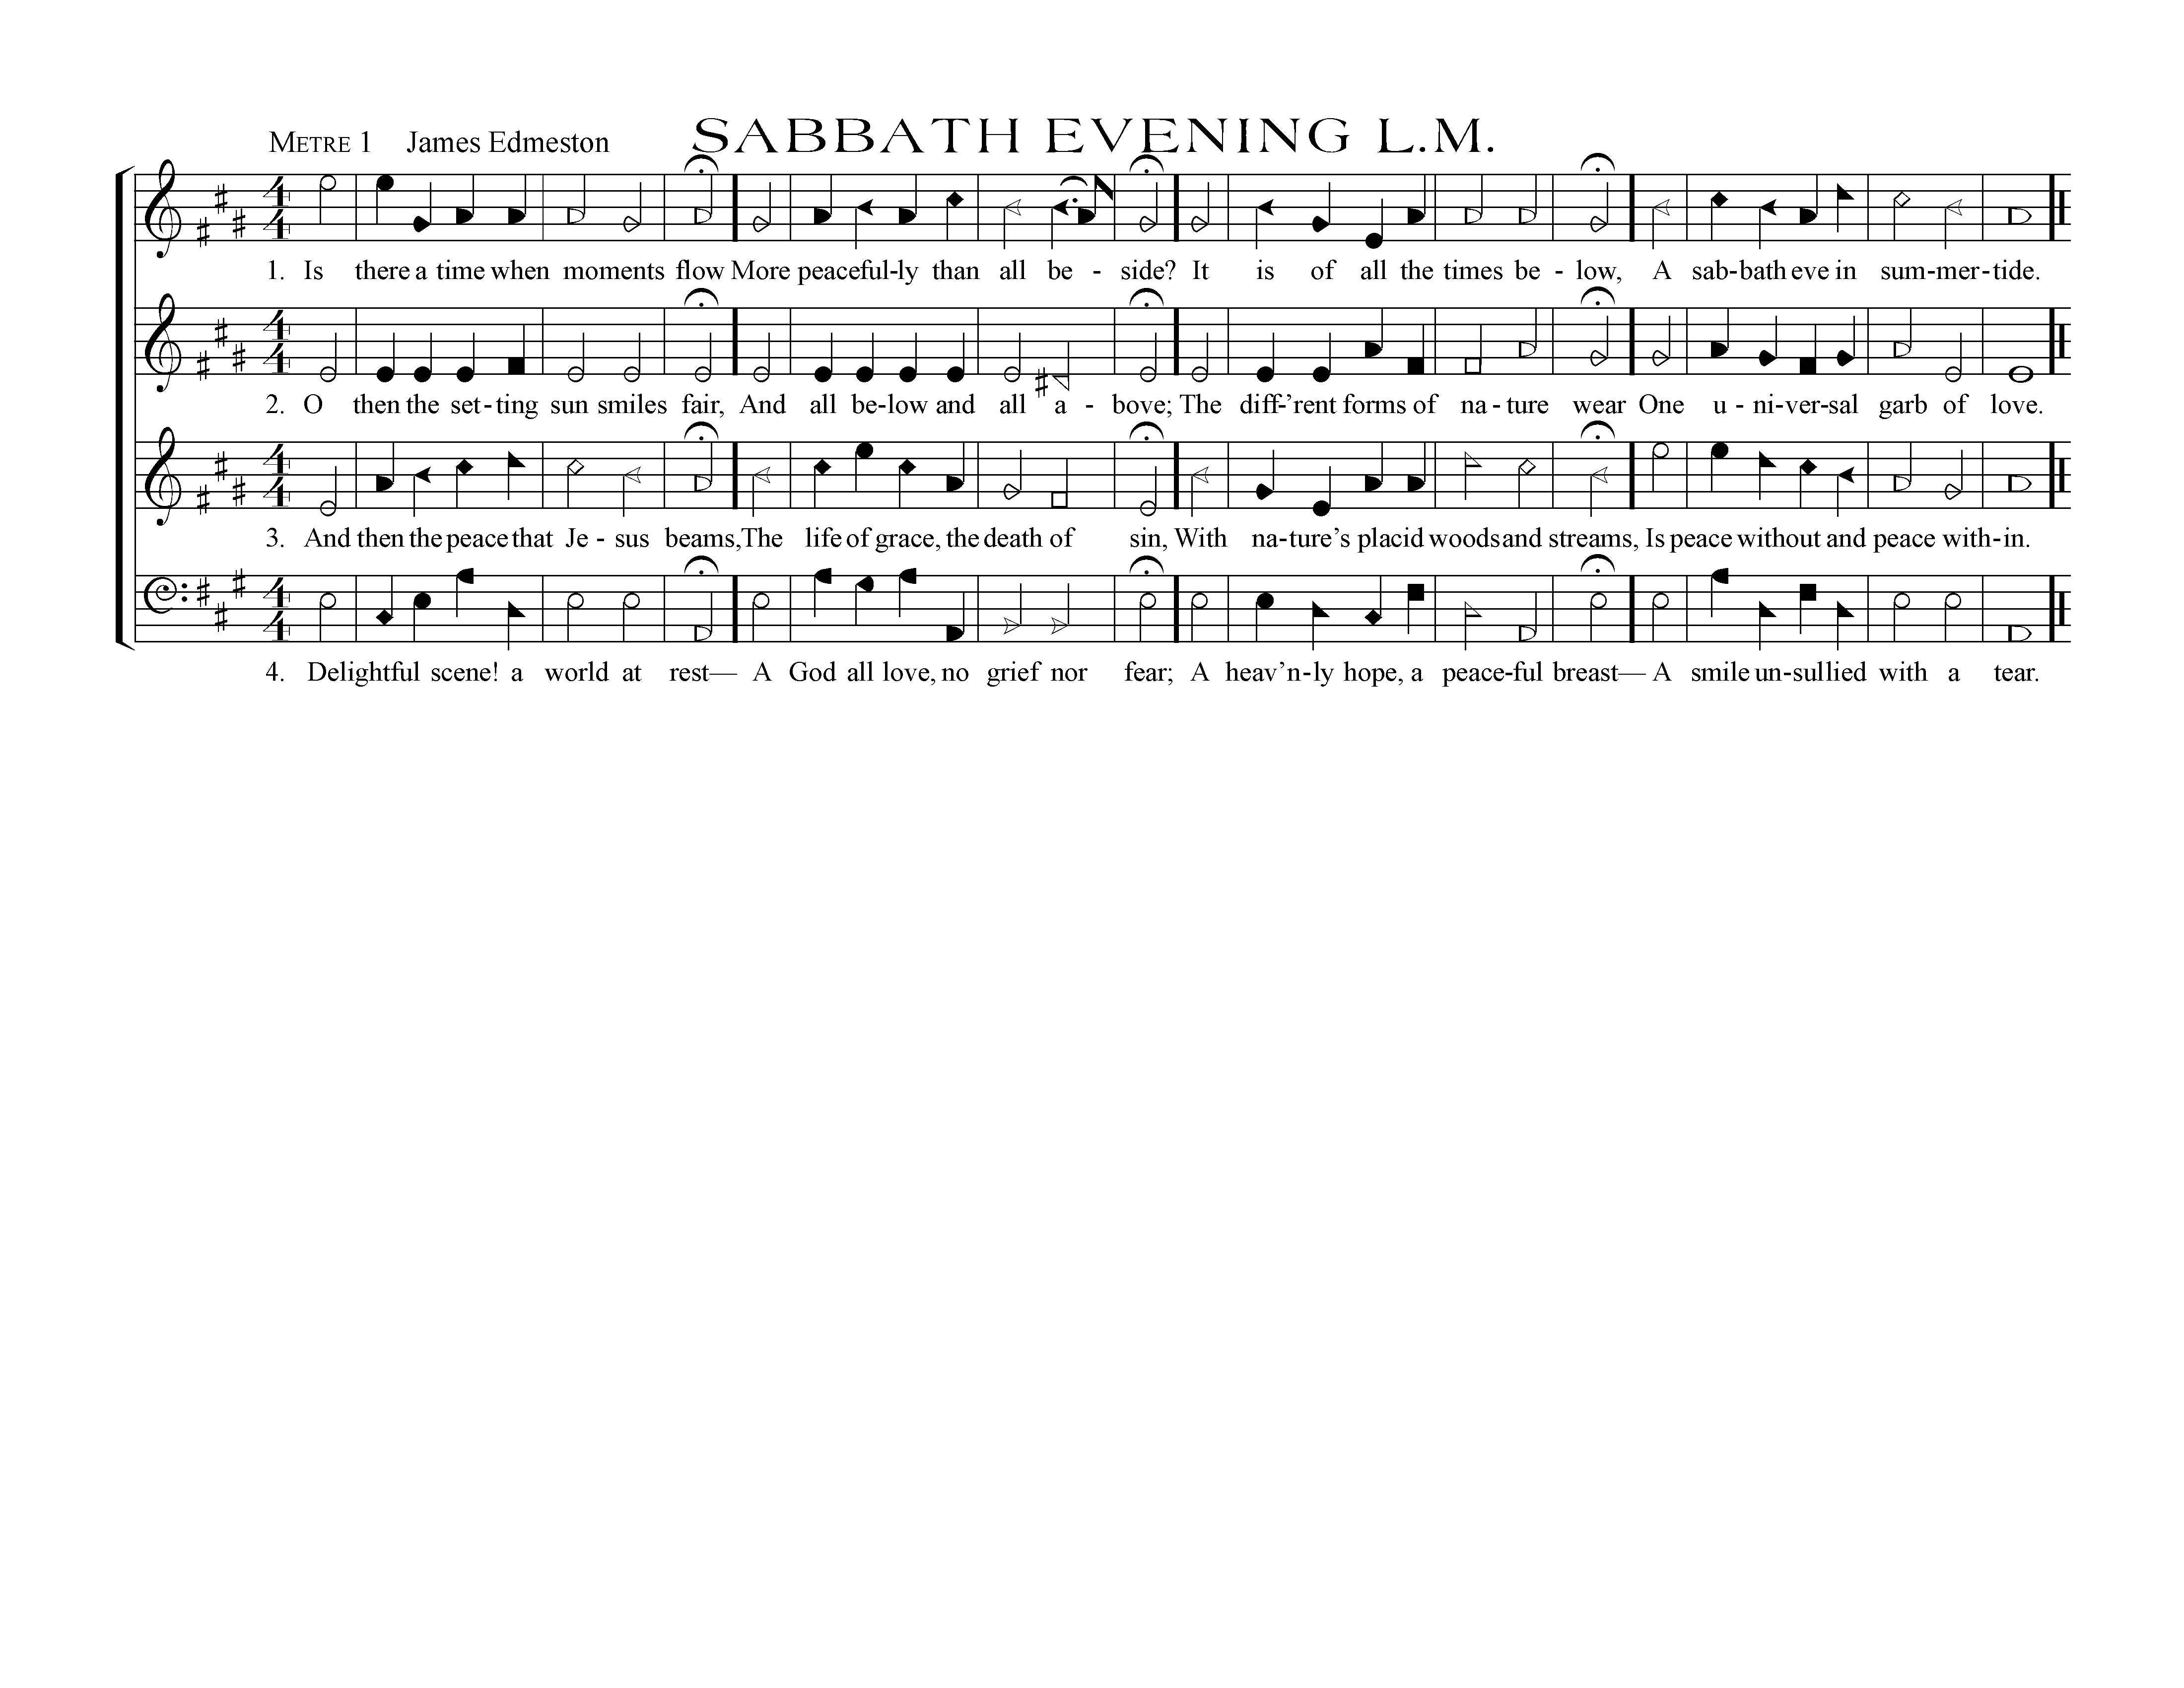 METRE 1 James Edmeston SABBATH EVENING L.M.
1. Is there a time when moments flow More peaceful-ly than all be - side? It is of all the times be - low, A sab-bath eve in sum-mer-tide.
2. O then the set-ting sun smiles fair, And all be-low and all a - bove; The diff-’rent forms of na-ture wear One u - ni-ver-sal garb of love.
3. And then the peace that Je - sus beams, The life of grace, the death of sin, With na-ture’s placid woods and streams, Is peace without and peace with-in.
4. Delightful scene! a world at rest— A God all love, no grief nor fear; A heav’n-ly hope, a peace-ful breast— A smile un-sullied with a tear.